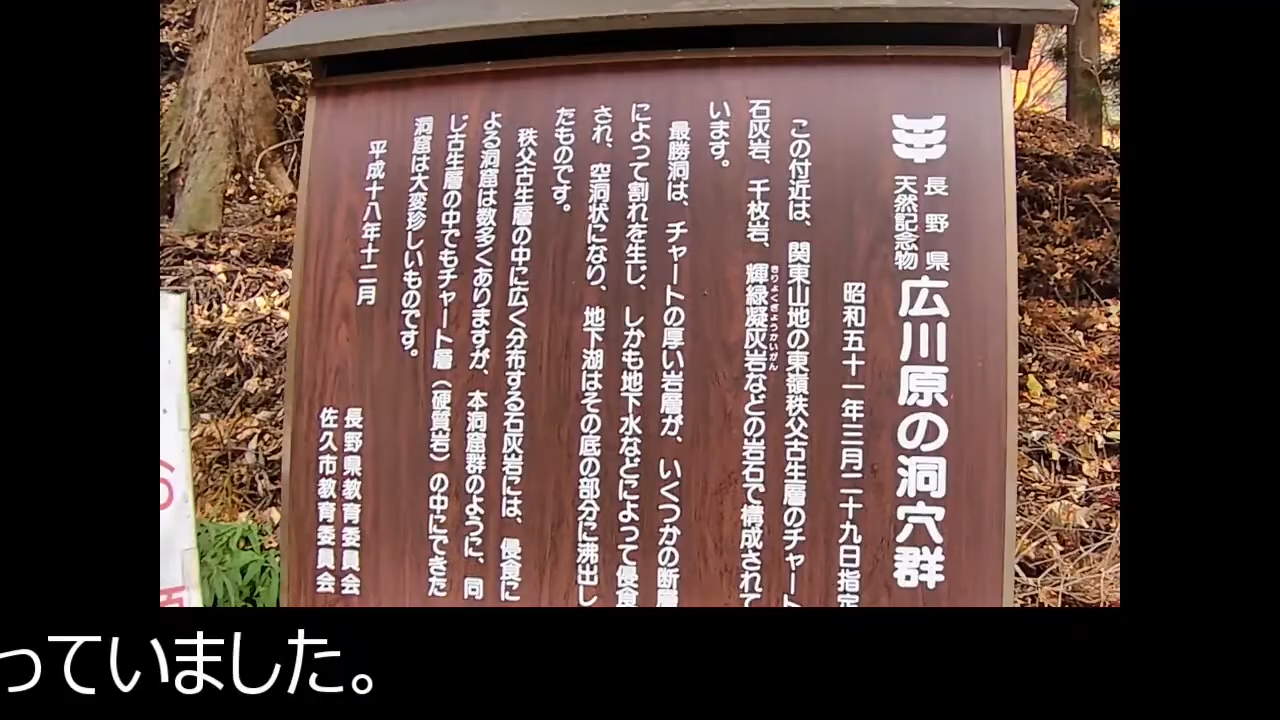 長野県
天然記念物
広川原の洞穴群
昭和五十一年三月二十九日指定
この付近は、関東山地の東嶺秩父古生層のチャート
石灰岩、千枚岩、輝緑凝灰岩などの岩石で構成されて
きりょくぎょうかいがん
います。
最勝洞は、チャートの厚い岩層が、いくつかの断層
によって割れを生じ、しかも地下水などによって侵食
され、空洞状になり、地下湖はその底の部分に沸出し
たものです。
秩父古生層の中に広く分布する石灰岩には、侵食に
よる洞窟は数多くありますが、本洞窟群のように、同
じ古生層の中でもチャート層（硬質岩）の中にできた
洞窟は大変珍しいものです。
平成十八年十二月
長野県教育委員会
佐久市教育委員会
っていました。